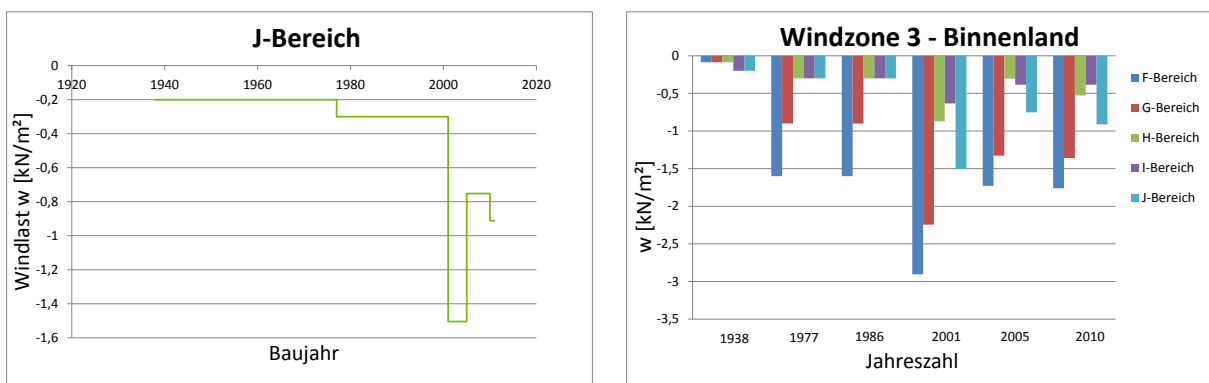 J-Bereich
0
1920 1940 1960 1980 2000 2020
-0,2
-0,4
-0,6
-0,8
-1
-1,2
-1,4
-1,6
Windlast w [kN/m²]
Baujahr
Windzone 3 - Binnenland
0
-0,5
-1
-1,5
-2
-2,5
-3
-3,5
w [kN/m²]
1938 1977 1986 2001 2005 2010
Jahreszahl
F-Bereich
G-Bereich
H-Bereich
I-Bereich
J-Bereich